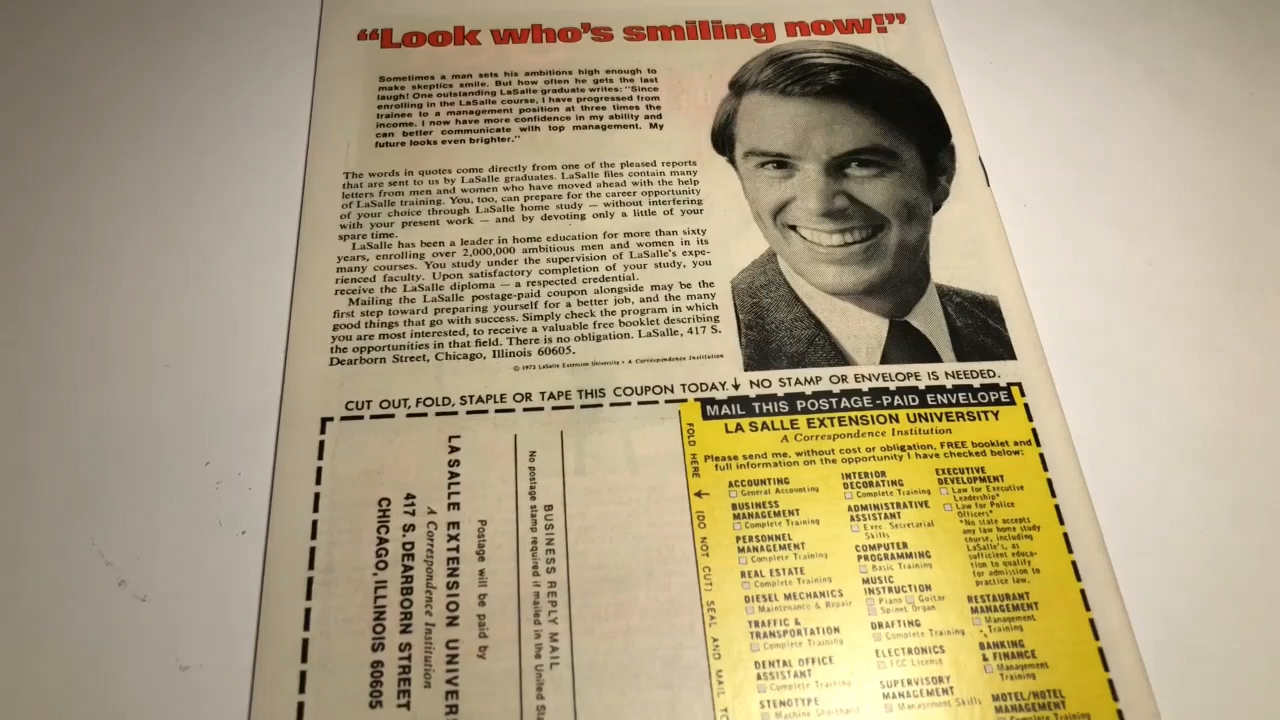 “Look who’s smiling now!”
Sometimes a man sets his ambitions high enough to
make skeptics smile. But how often he gets the last
laugh! One outstanding LaSalle graduate writes: “Since
enrolling in the LaSalle course, I have progressed from
trainee to a management position at three times the
income. I now have more confidence in my ability and
can better communicate with top management. My
future looks even brighter.”
The words in quotes come directly from one of the pleased reports
that are sent to us by LaSalle graduates. LaSalle files contain many
letters from men and women who have moved ahead with the help
of LaSalle training. You, too, can prepare for the career opportunity
of your choice through LaSalle home study — without interfering
with your present work — and by devoting only a little of your
spare time.
LaSalle has been a leader in home education for more than sixty
years, enrolling over 2,000,000 ambitious men and women in its
many courses. You study under the supervision of LaSalle’s expe-
rienced faculty. Upon satisfactory completion of your study, you
receive the LaSalle diploma — a respected credential.
Mailing the LaSalle postage-paid coupon alongside may be the
first step toward preparing yourself for a better job, and the many
good things that go with success. Simply check the program in which
you are most interested, to receive a valuable free booklet describing
the opportunities in that field. There is no obligation. LaSalle, 417 S.
Dearborn Street, Chicago, Illinois 60605.
© 1973 LaSalle Extension University • A Correspondence Institution
CUT OUT, FOLD, STAPLE OR TAPE THIS COUPON TODAY. NO STAMP OR ENVELOPE IS NEEDED.
BUSINESS REPLY MAIL
No postage stamp required if mailed in the United Sta
Postage will be paid by
LA SALLE EXTENSION UNIVERS
A Correspondence Institution
417 S. DEARBORN STREET
CHICAGO, ILLINOIS 60605
FOLD HERE (DO NOT CUT) SEAL AND MAIL TO
MAIL THIS POSTAGE-PAID ENVELOPE
LA SALLE EXTENSION UNIVERSITY
A Correspondence Institution
Please send me, without cost or obligation, FREE booklet and
full information on the opportunity I have checked below:
ACCOUNTING
General Accounting
BUSINESS
MANAGEMENT
Complete Training
PERSONNEL
MANAGEMENT
Complete Training
REAL ESTATE
Complete Training
DIESEL MECHANICS
Maintenance & Repair
TRAFFIC &
TRANSPORTATION
Complete Training
DENTAL OFFICE
ASSISTANT
Complete Training
STENOTYPE
Machine Shorthand
INTERIOR
DECORATING
Complete Training
ADMINISTRATIVE
ASSISTANT
Exec. Secretarial
Skills
COMPUTER
PROGRAMMING
Basic Training
MUSIC
INSTRUCTION
Piano Guitar
Spinet Organ
DRAFTING
Complete Training
ELECTRONICS
FCC License
SUPERVISORY
MANAGEMENT
Management Skills
EXECUTIVE
DEVELOPMENT
Law for Executive
Leadership*
Law for Police
Officers*
*No state accepts
any law home study
course, including
LaSalle’s, as
sufficient educa-
tion to qualify
for admission to
practice law.
RESTAURANT
MANAGEMENT
Management
Training
BANKING
& FINANCE
Management
Training
MOTEL/HOTEL
MANAGEMENT
Complete Training